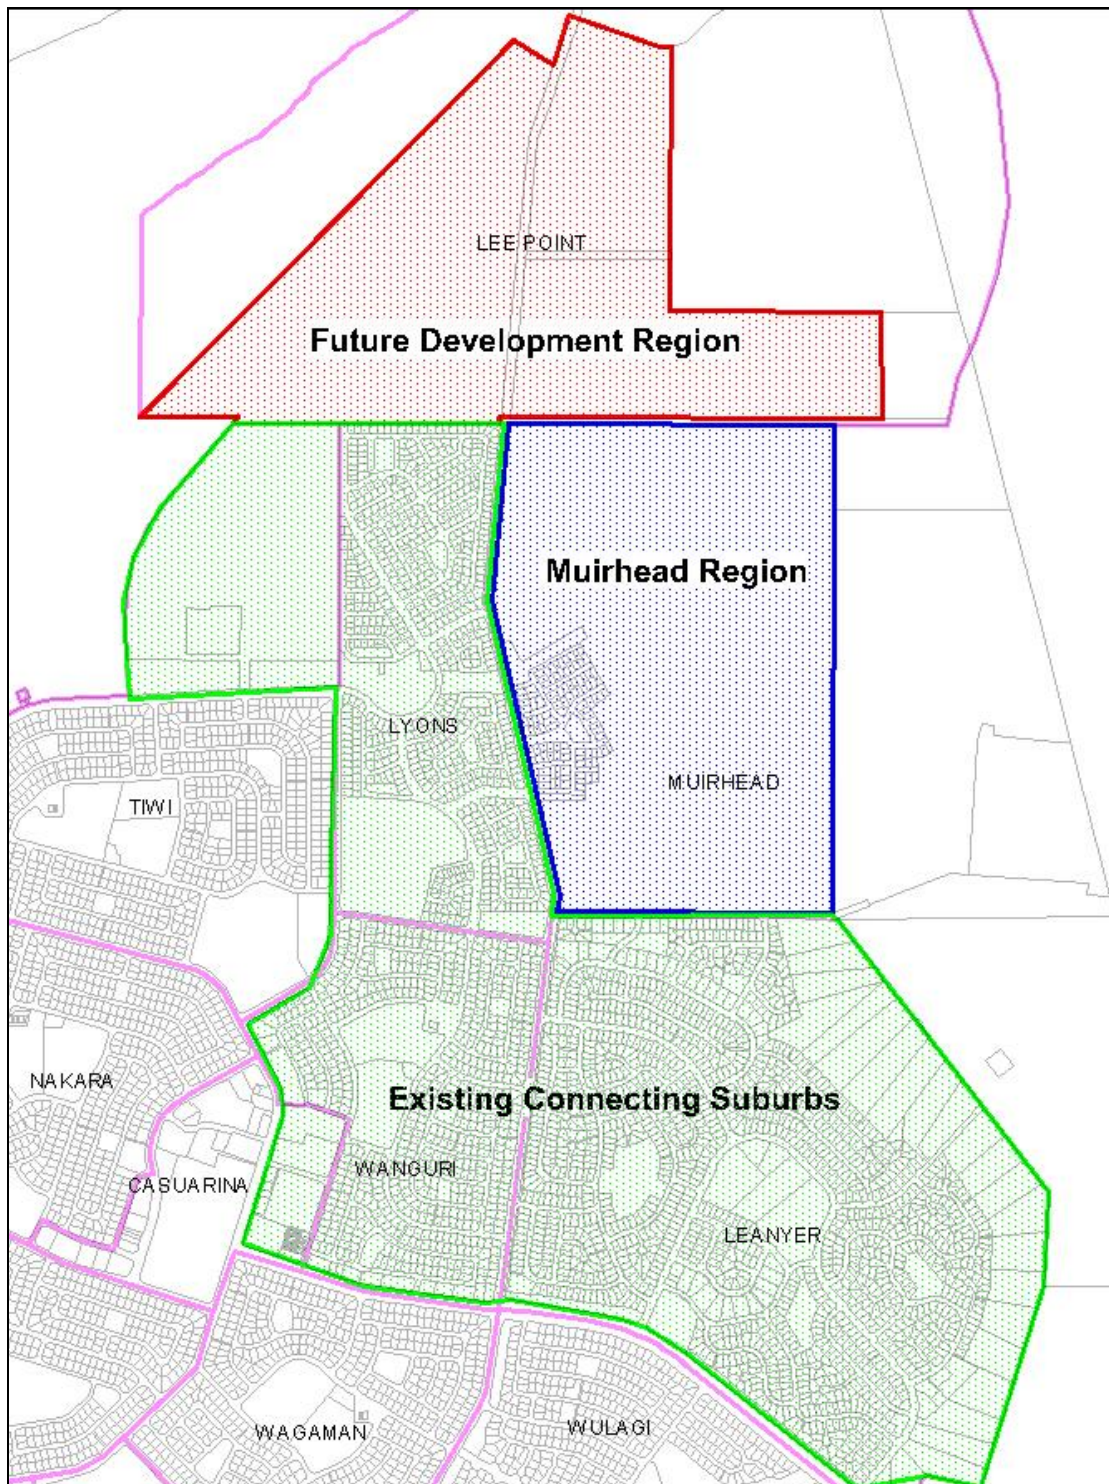 LEE POINT
Future Development Region
Muirhead Region
LYONS
MUIRHEAD
TIWI
NAKARA
Existing Connecting Suburbs
WANGURI
CASUARINA
LEANYER
WULAGI
WAGAMAN